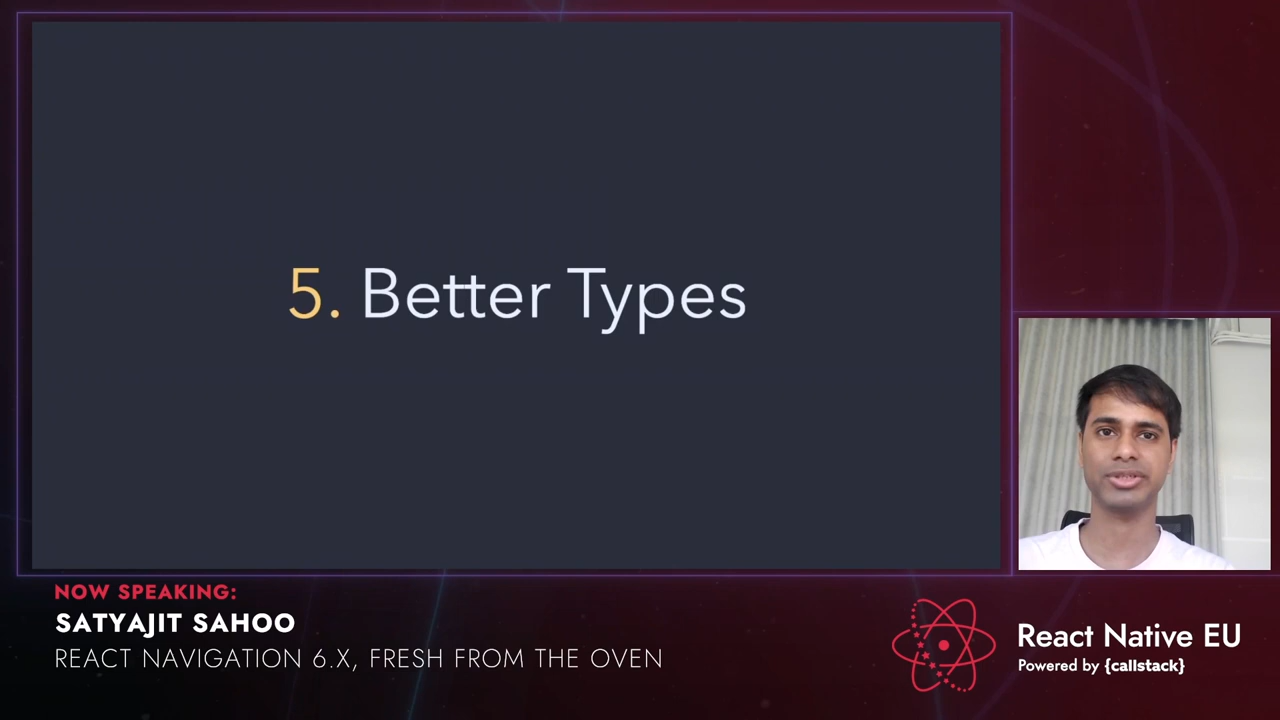 5. Better Types
NOW SPEAKING:
SATYAJIT SAHOO
REACT NAVIGATION 6.X, FRESH FROM THE OVEN
React Native EU
Powered by {callstack}